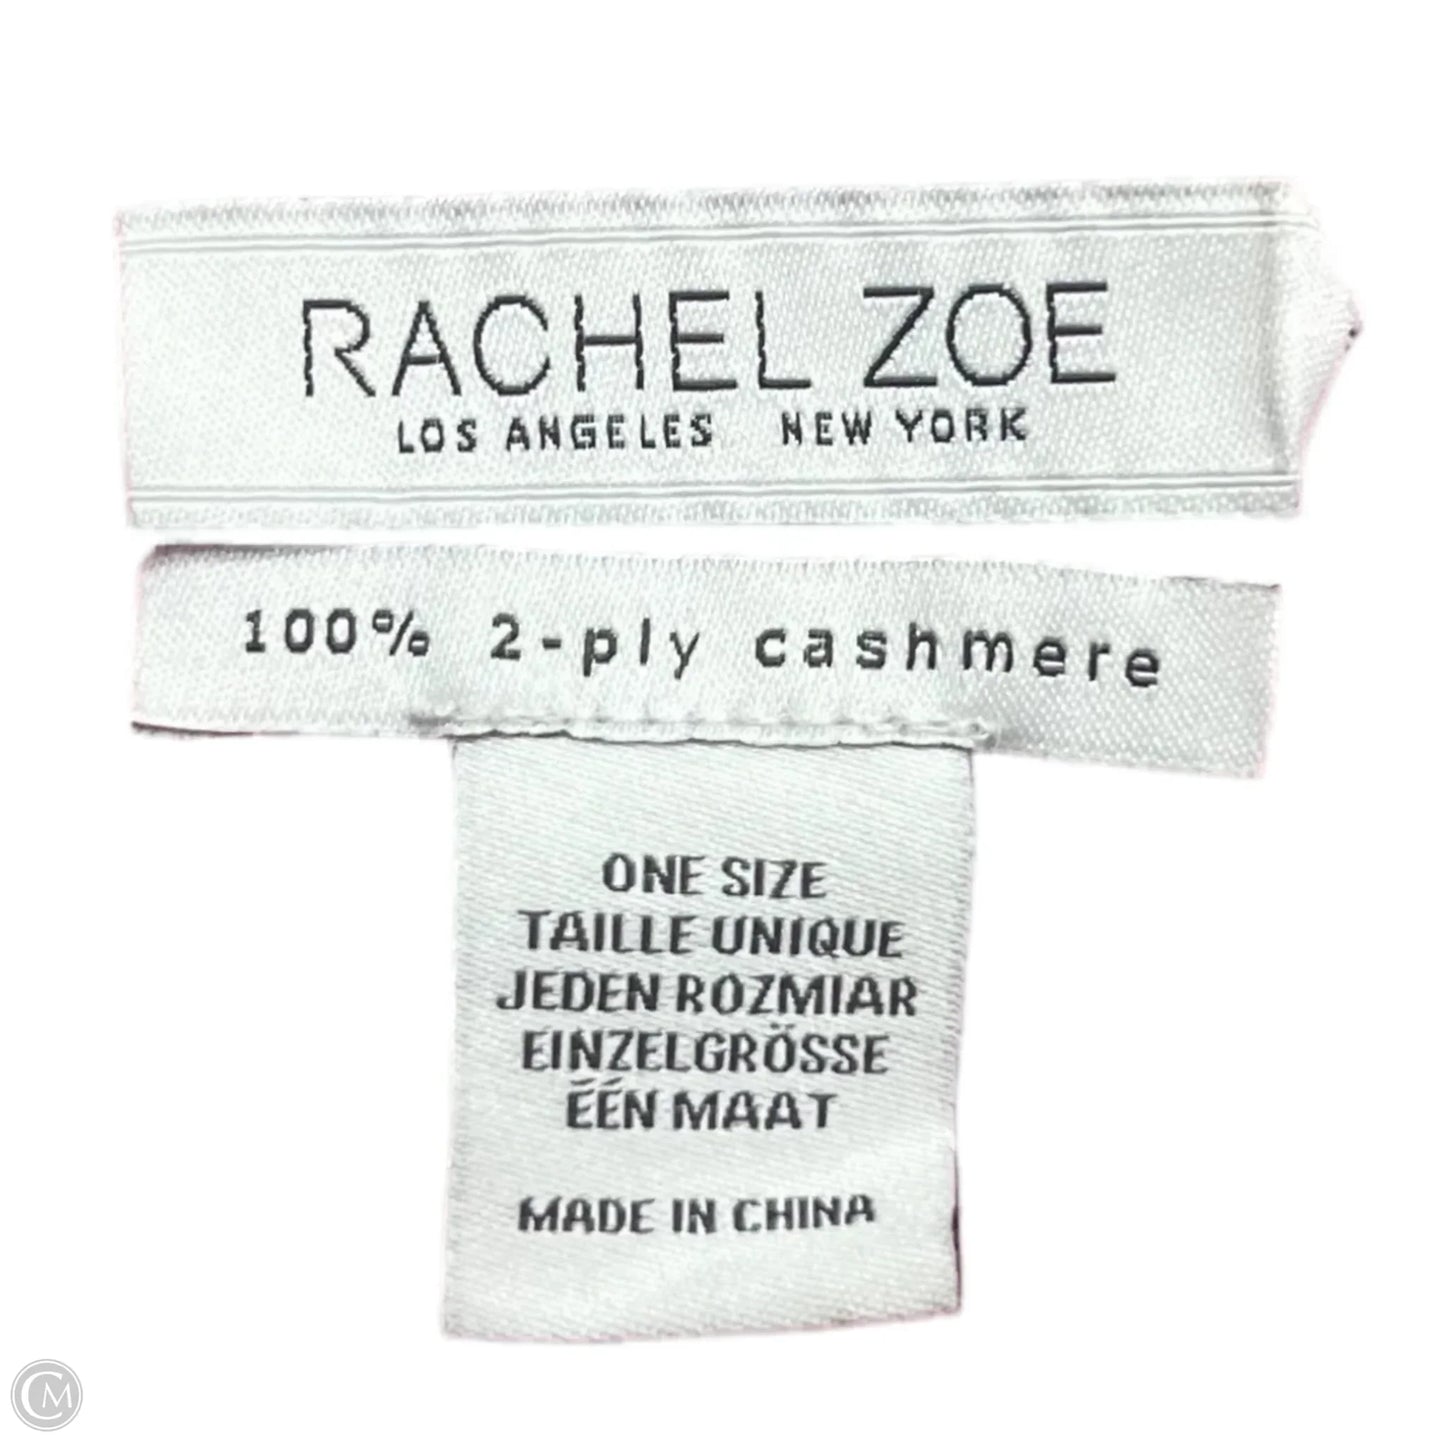 RACHEL ZOE
LOS ANGELES NEW YORK
100% 2-ply cashmere
ONE SIZE
TAILLE UNIQUE
JEDEN ROZMIAR
EINZELGRÖSSE
ÉÉN MAAT
MADE IN CHINA
CM